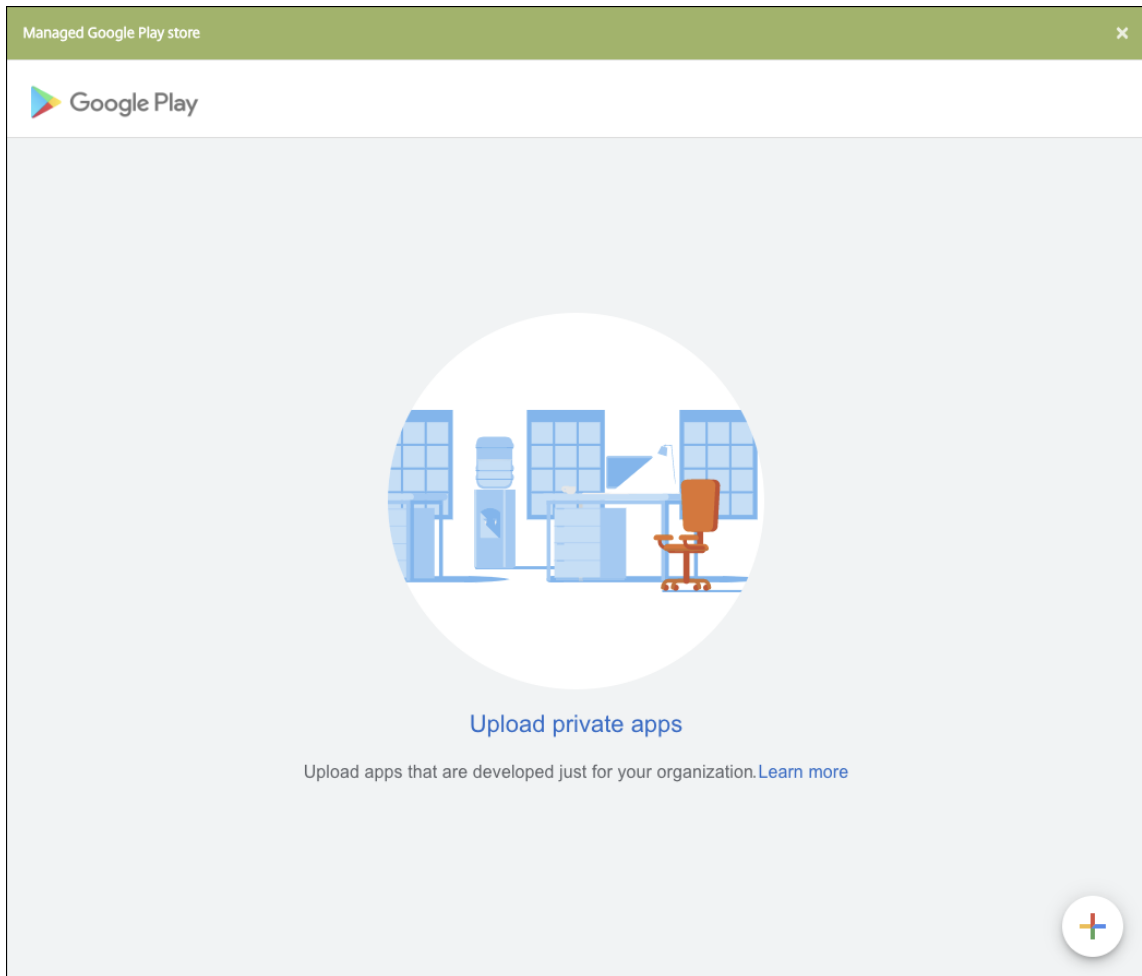 Managed Google Play store
Google Play
Upload private apps
Upload apps that are developed just for your organization. Learn more